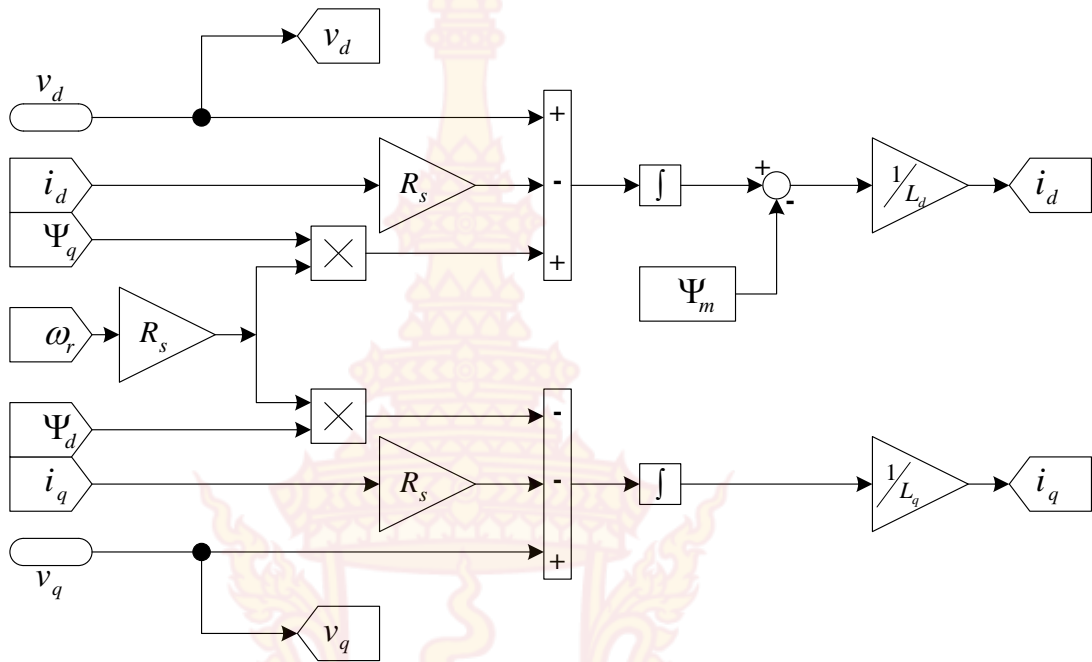 v_d
v_d
+
i_d
R_s
-
∫
+
-
1/L_d
i_d
Ψ_q
×
+
Ψ_m
ω_r
R_s
Ψ_d
×
-
i_q
R_s
-
∫
1/L_q
i_q
v_q
+
v_q